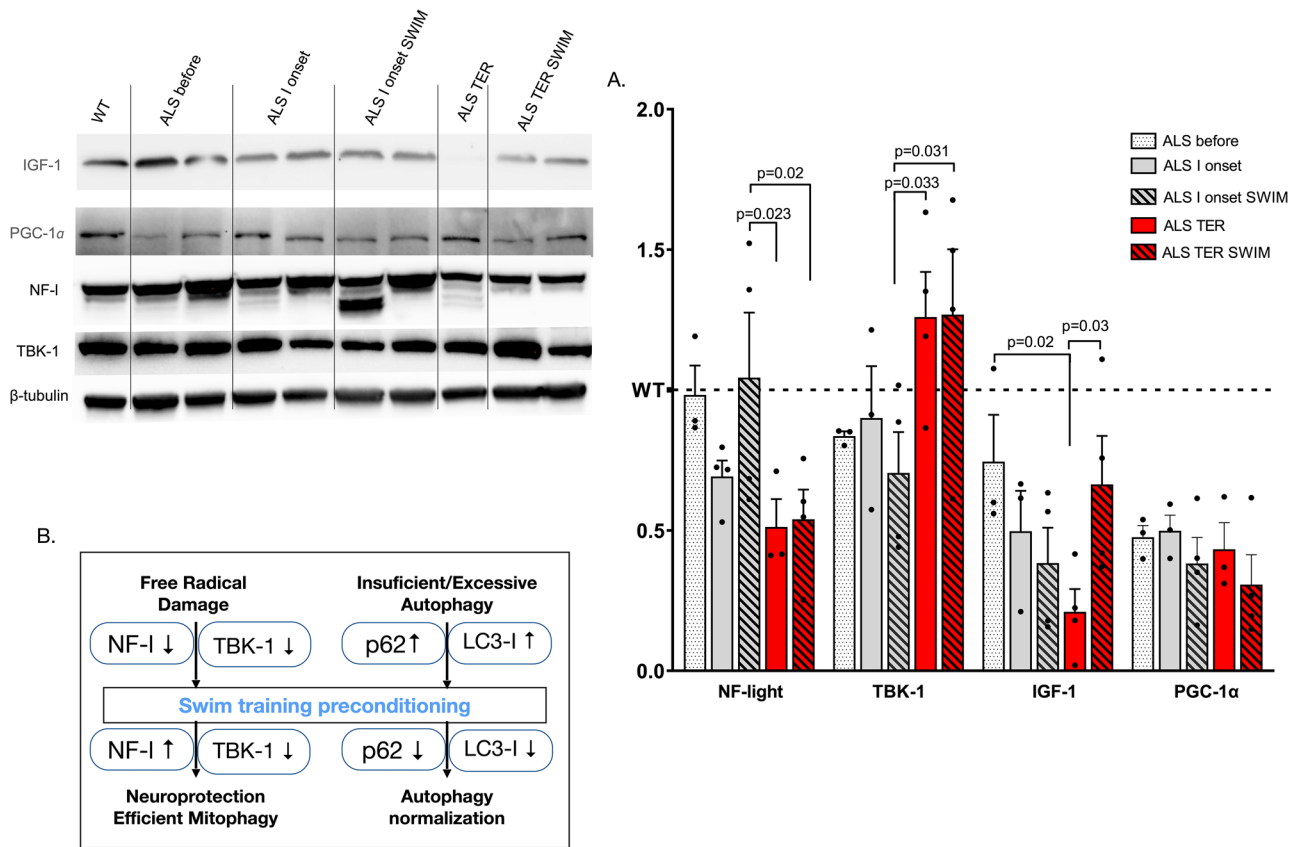 WT
ALS before
ALS I onset
ALS I onset SWIM
ALS TER
ALS TER SWIM
IGF-1
PGC-1α
NF-l
TBK-1
β-tubulin
A.
2.0
1.5
WT
0.5
0.0
p=0.02
p=0.023
p=0.031
p=0.033
p=0.02
p=0.03
ALS before
ALS I onset
ALS I onset SWIM
ALS TER
ALS TER SWIM
NF-light
TBK-1
IGF-1
PGC-1α
B.
Free Radical
Damage
Insuficient/Excessive
Autophagy
NF-l ↓
TBK-1 ↓
p62↑
LC3-I ↑
Swim training preconditioning
NF-l ↑
TBK-1 ↓
p62 ↓
LC3-I ↓
Neuroprotection
Efficient Mitophagy
Autophagy
normalization